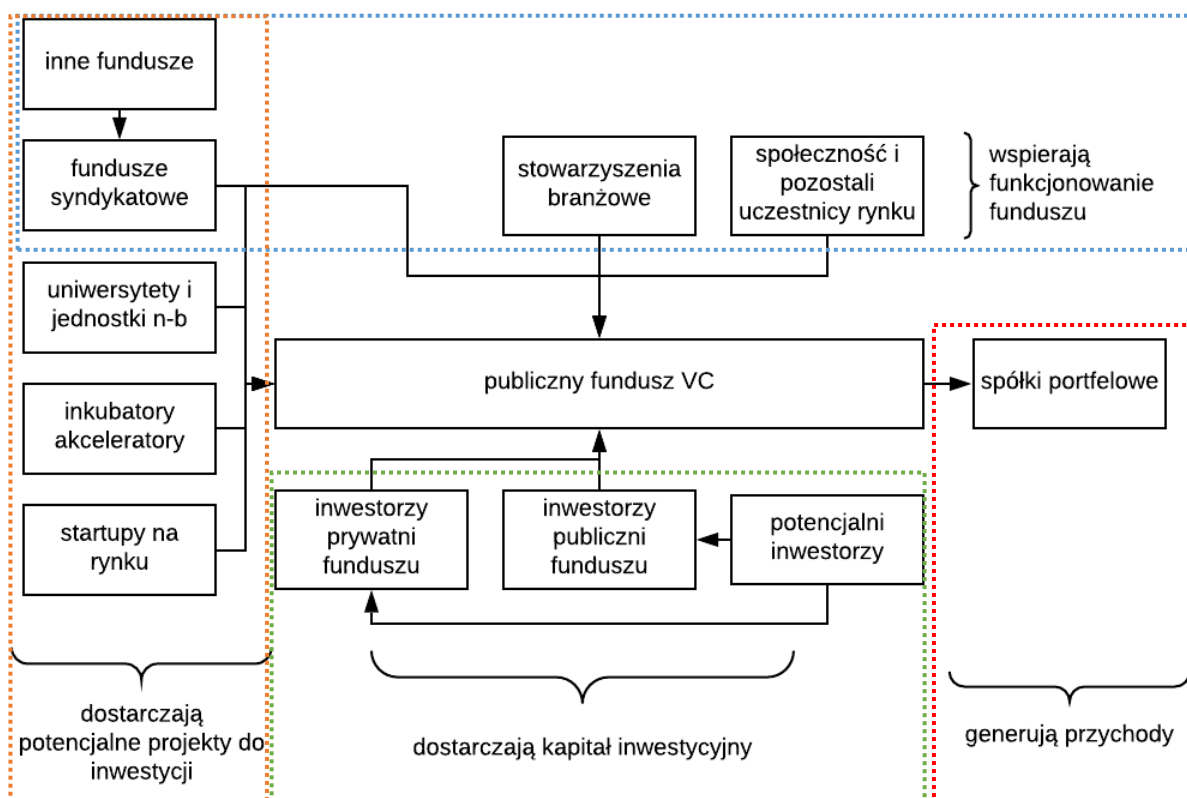 inne fundusze
fundusze
syndykatowe
stowarzyszenia
branżowe
społeczność i
pozostali
uczestnicy rynku
wspierają
funkcjonowanie
funduszu
uniwersytety i
jednostki n-b
publiczny fundusz VC
spółki portfelowe
inkubatory
akceleratory
startupy na
rynku
inwestorzy
prywatni
funduszu
inwestorzy
publiczni
funduszu
potencjalni
inwestorzy
dostarczają
potencjalne projekty do
inwestycji
dostarczają kapitał inwestycyjny
generują przychody